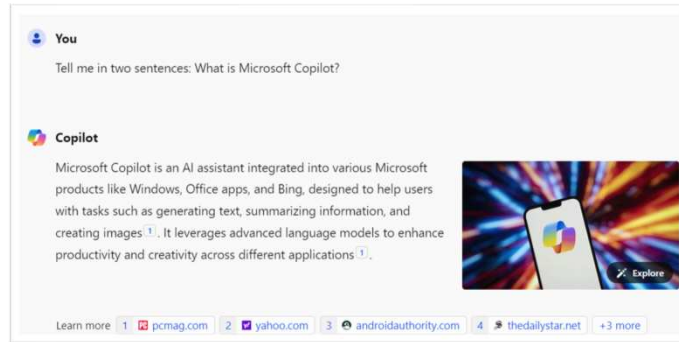 You
Tell me in two sentences: What is Microsoft Copilot?
Copilot
Microsoft Copilot is an AI assistant integrated into various Microsoft
products like Windows, Office apps, and Bing, designed to help users
with tasks such as generating text, summarizing information, and
creating images 1. It leverages advanced language models to enhance
productivity and creativity across different applications 1.
Explore
Learn more 1 pcmag.com 2 yahoo.com 3 androidauthority.com 4 thedailystar.net +3 more